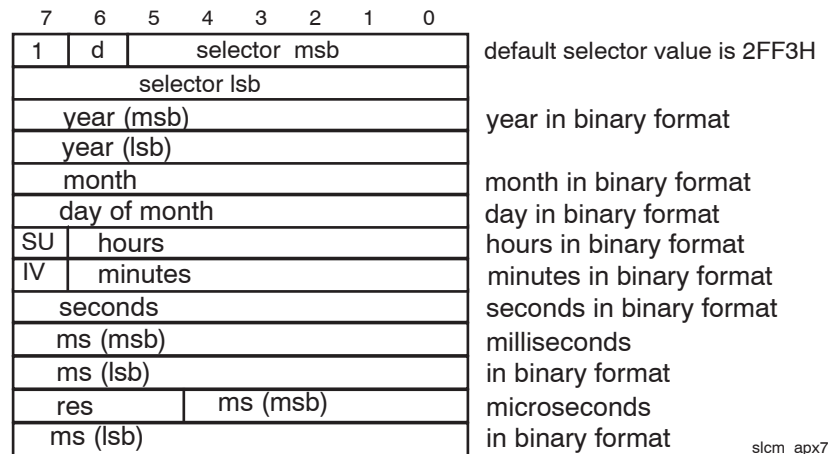 7 6 5 4 3 2 1 0
1 d selector msb default selector value is 2FF3H
selector lsb
year (msb) year in binary format
year (lsb)
month month in binary format
day of month day in binary format
SU hours hours in binary format
IV minutes minutes in binary format
seconds seconds in binary format
ms (msb) milliseconds
ms (lsb) in binary format
res ms (msb) microseconds
ms (lsb) in binary format
slcm_apx7